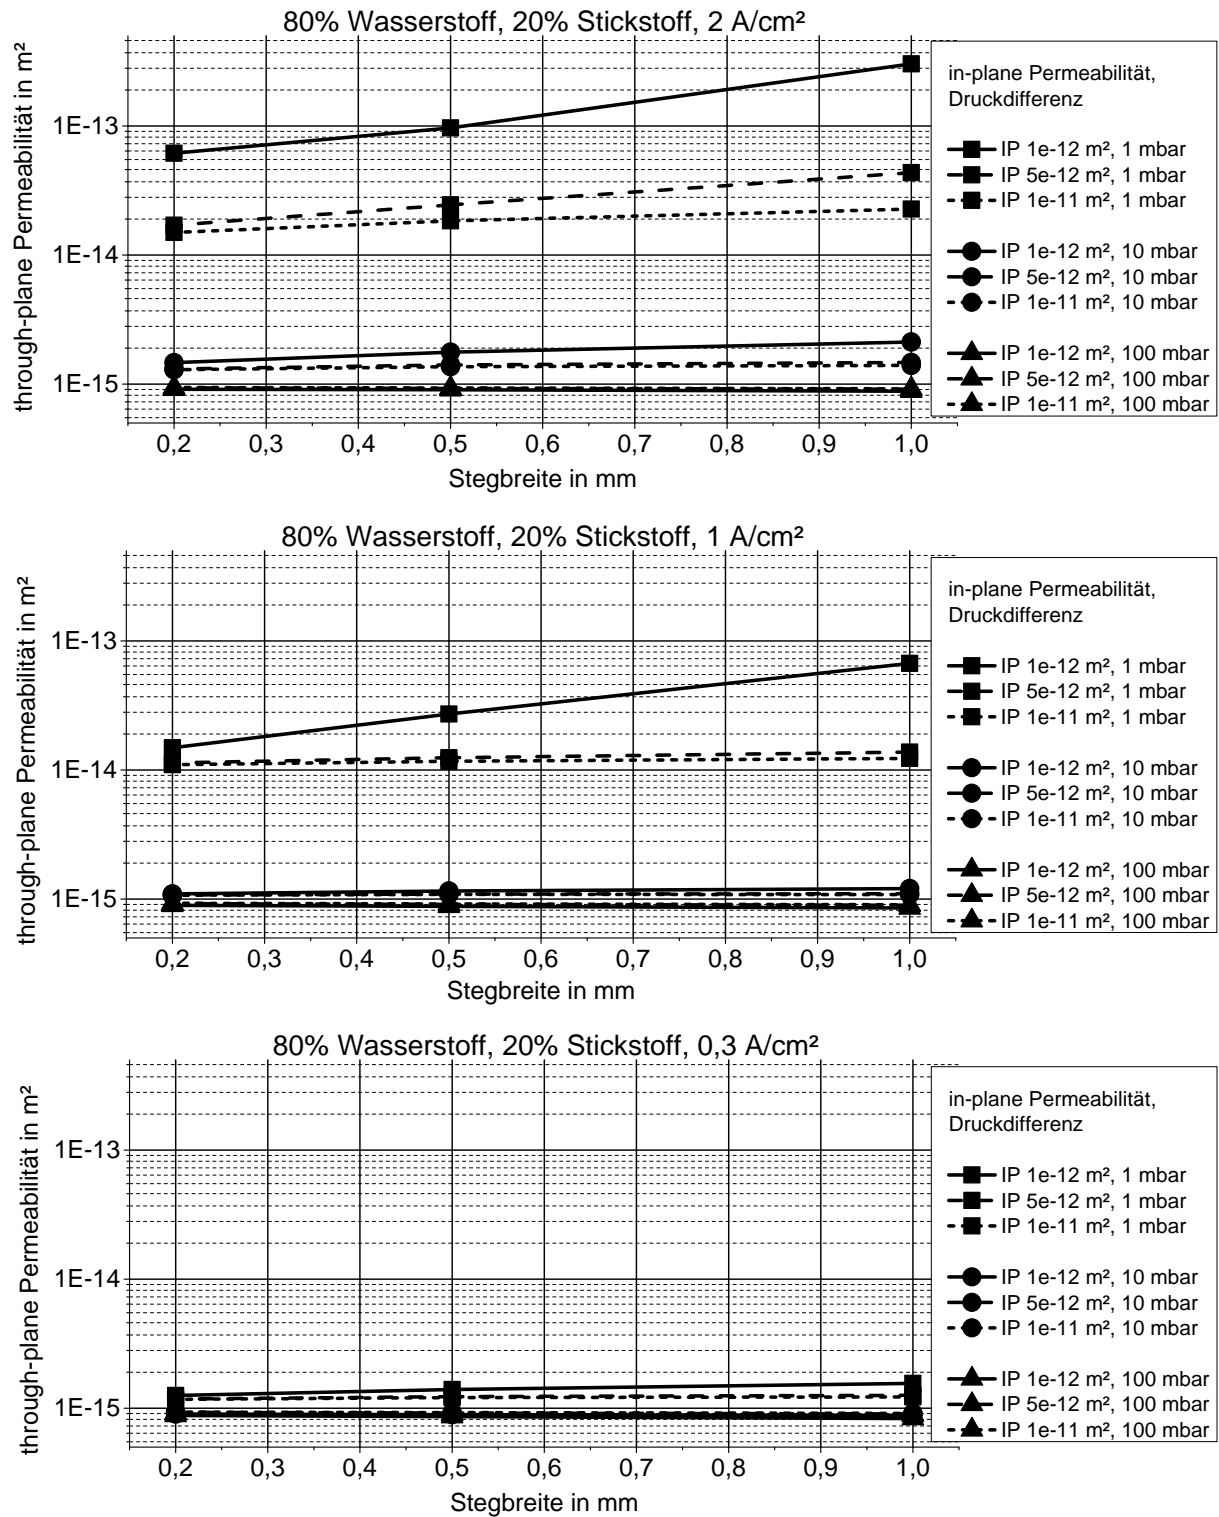 80% Wasserstoff, 20% Stickstoff, 2 A/cm²
through-plane Permeabilität in m²
1E-13
1E-14
1E-15
0,2 0,3 0,4 0,5 0,6 0,7 0,8 0,9 1,0
Stegbreite in mm
in-plane Permeabilität,
Druckdifferenz
IP 1e-12 m², 1 mbar
IP 5e-12 m², 1 mbar
IP 1e-11 m², 1 mbar
IP 1e-12 m², 10 mbar
IP 5e-12 m², 10 mbar
IP 1e-11 m², 10 mbar
IP 1e-12 m², 100 mbar
IP 5e-12 m², 100 mbar
IP 1e-11 m², 100 mbar
80% Wasserstoff, 20% Stickstoff, 1 A/cm²
through-plane Permeabilität in m²
1E-13
1E-14
1E-15
0,2 0,3 0,4 0,5 0,6 0,7 0,8 0,9 1,0
Stegbreite in mm
in-plane Permeabilität,
Druckdifferenz
IP 1e-12 m², 1 mbar
IP 5e-12 m², 1 mbar
IP 1e-11 m², 1 mbar
IP 1e-12 m², 10 mbar
IP 5e-12 m², 10 mbar
IP 1e-11 m², 10 mbar
IP 1e-12 m², 100 mbar
IP 5e-12 m², 100 mbar
IP 1e-11 m², 100 mbar
80% Wasserstoff, 20% Stickstoff, 0,3 A/cm²
through-plane Permeabilität in m²
1E-13
1E-14
1E-15
0,2 0,3 0,4 0,5 0,6 0,7 0,8 0,9 1,0
Stegbreite in mm
in-plane Permeabilität,
Druckdifferenz
IP 1e-12 m², 1 mbar
IP 5e-12 m², 1 mbar
IP 1e-11 m², 1 mbar
IP 1e-12 m², 10 mbar
IP 5e-12 m², 10 mbar
IP 1e-11 m², 10 mbar
IP 1e-12 m², 100 mbar
IP 5e-12 m², 100 mbar
IP 1e-11 m², 100 mbar